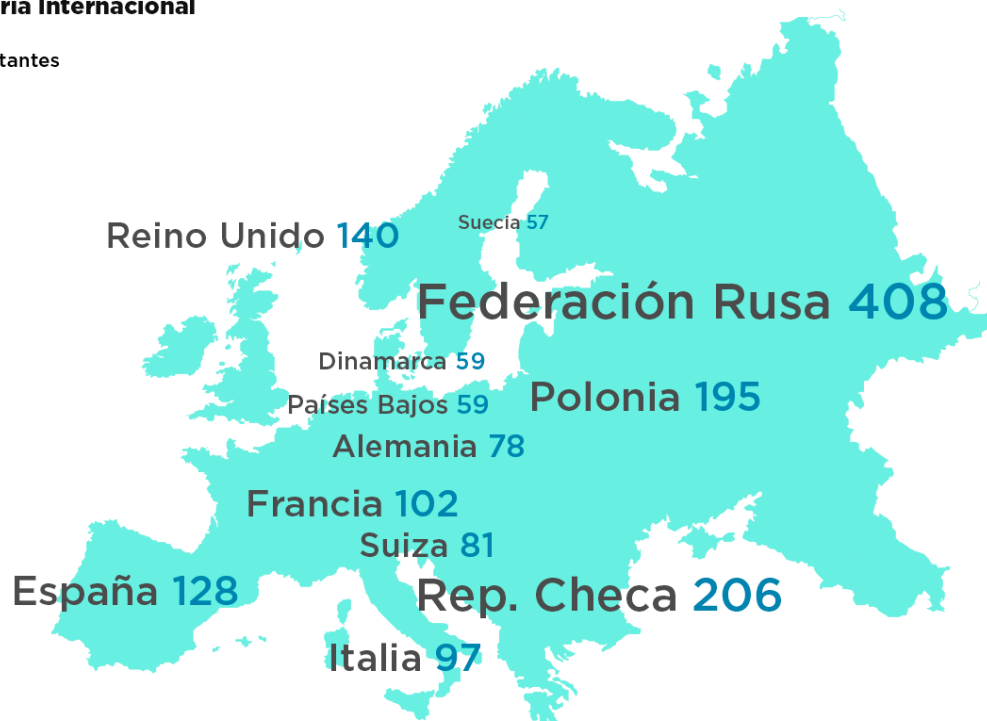 ría Internacional
tantes
Reino Unido 140
Suecia 57
Federación Rusa 408
Dinamarca 59
Países Bajos 59
Polonia 195
Alemania 78
Francia 102
Suiza 81
España 128
Rep. Checa 206
Italia 97